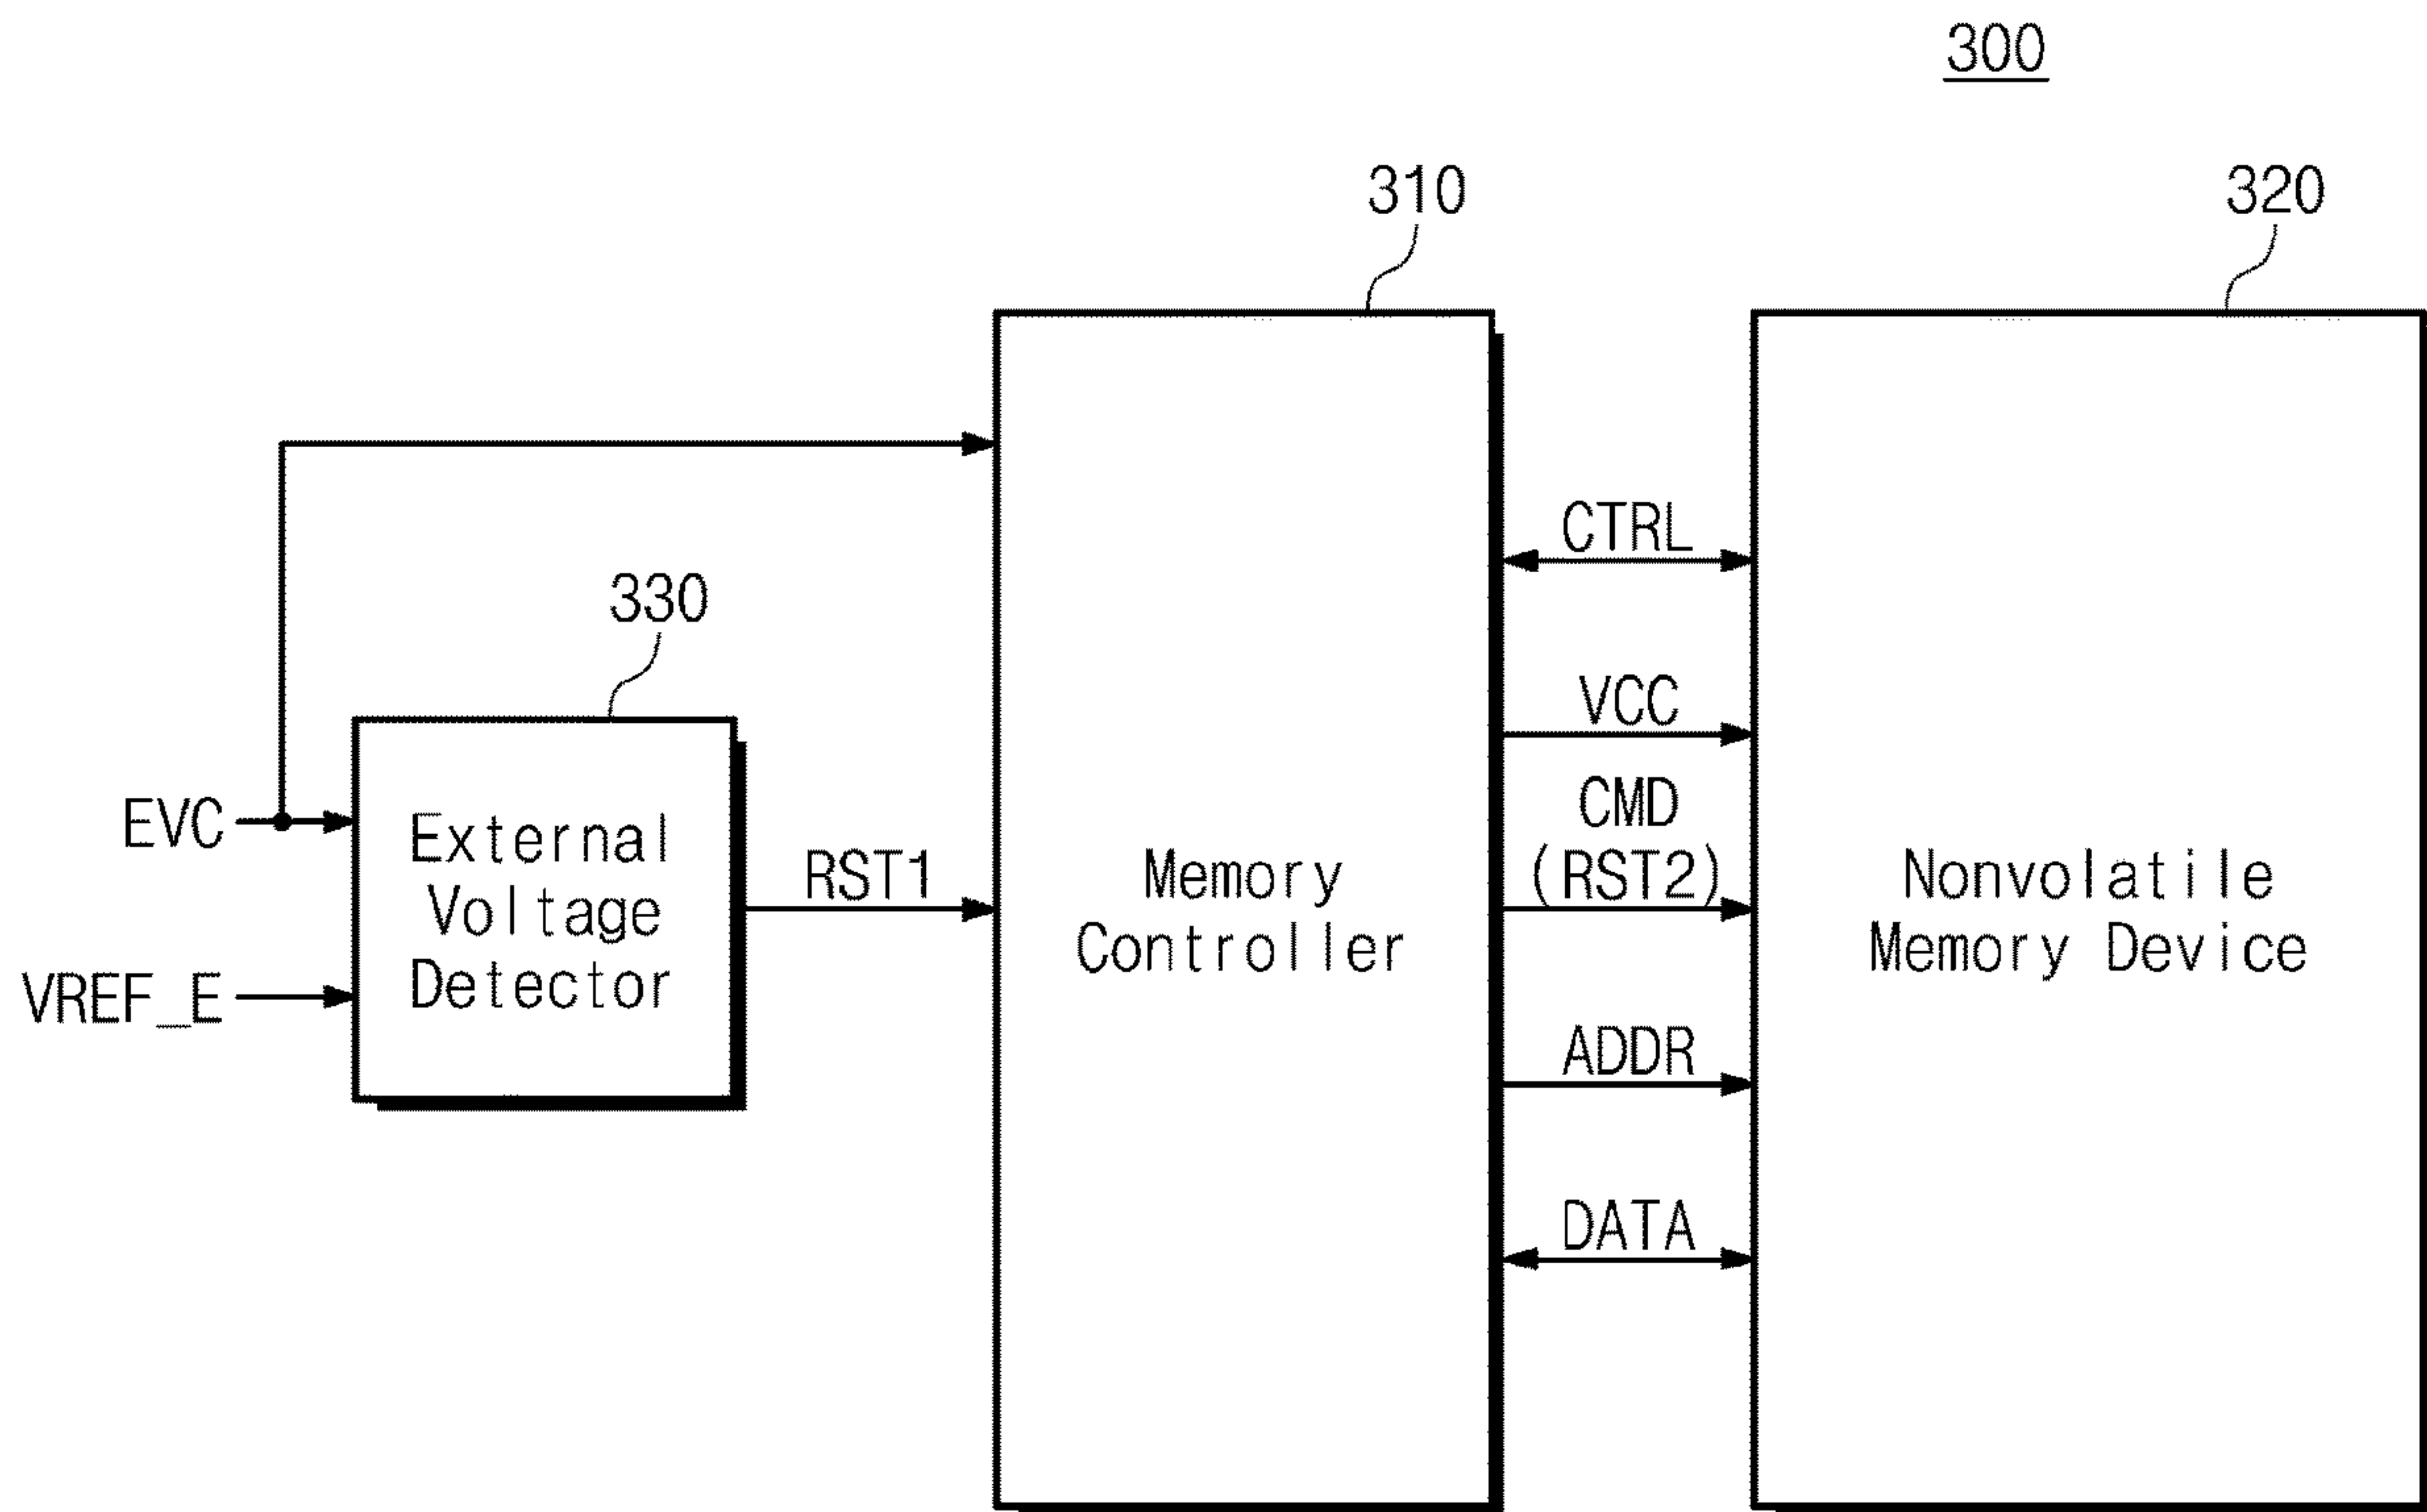 300
310
320
330
CTRL
VCC
CMD
(RST2)
ADDR
DATA
EVC
VREF_E
External
Voltage
Detector
RST1
Memory
Controller
Nonvolatile
Memory Device